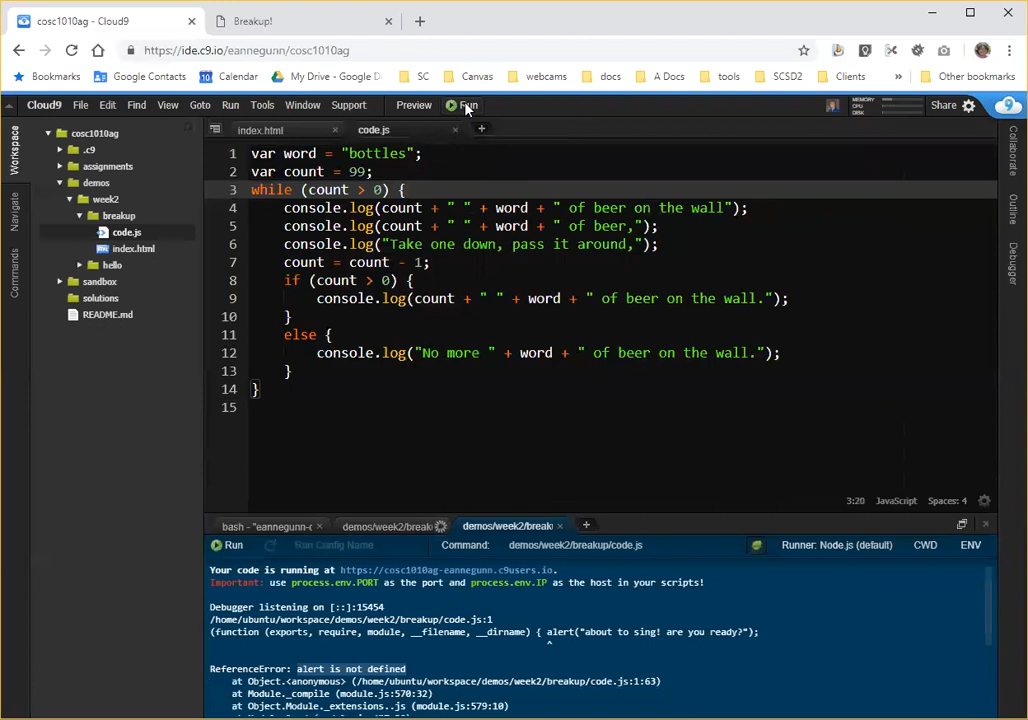 cosc1010ag - Cloud9
Breakup!
https://ide.c9.io/eannegunn/cosc1010ag
Bookmarks
Google Contacts
Calendar
My Drive - Google D
SC
Canvas
webcams
docs
A Docs
SCSD2
Clients
Other bookmarks
Cloud9 File Edit Find View Goto Run Tools Window Support
Preview
Run
MEMORY
CPU
DISK
Share
Workspace
Navigate
Commands
cosc1010ag
.c9
assignments
demos
week2
breakup
code.js
index.html
hello
sandbox
solutions
README.md
index.html
code.js
1 var word = "bottles";
2 var count = 99;
3 while (count > 0) {
4 console.log(count + " " + word + " of beer on the wall");
5 console.log(count + " " + word + " of beer,");
6 console.log("Take one down, pass it around,");
7 count = count - 1;
8 if (count > 0) {
9 console.log(count + " " + word + " of beer on the wall.");
10 }
11 else {
12 console.log("No more " + word + " of beer on the wall.");
13 }
14 }
15
3:20 JavaScript Spaces: 4
Collaborate
Outline
Debugger
bash - "eannegunn-c
demos/week2/breakı
demos/week2/breakı
Run
Run Config Name
Command:
demos/week2/breakup/code.js
Runner: Node.js (default)
CWD
ENV
Your code is running at https://cosc1010ag-eannegunn.c9users.io.
Important: use process.env.PORT as the port and process.env.IP as the host in your scripts!
Debugger listening on [::]:15454
/home/ubuntu/workspace/demos/week2/breakup/code.js:1
(function (exports, require, module, __filename, __dirname) { alert("about to sing! are you ready?");
^
ReferenceError: alert is not defined
at Object.<anonymous> (/home/ubuntu/workspace/demos/week2/breakup/code.js:1:63)
at Module._compile (module.js:570:32)
at Object.Module._extensions..js (module.js:579:10)